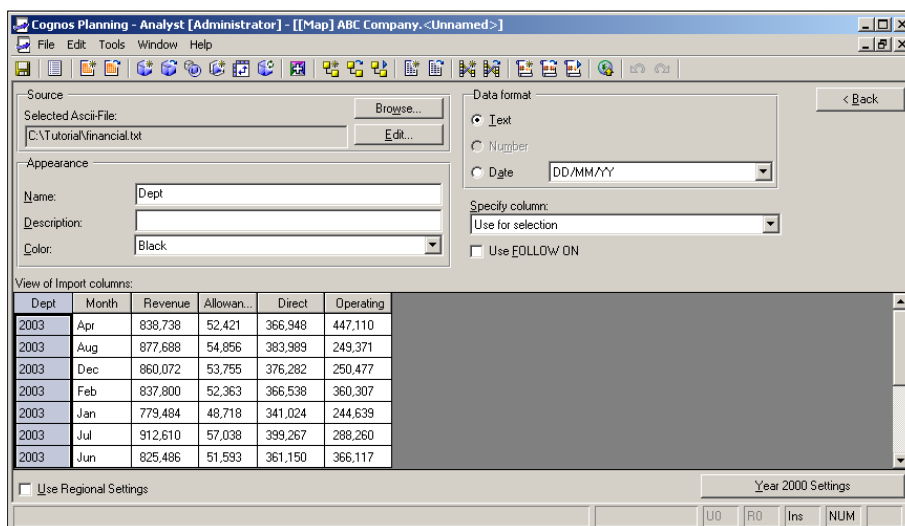 Cognos Planning - Analyst [Administrator] - [[Map] ABC Company.<Unnamed>]
File Edit Tools Window Help
Source
Selected Ascii-File:
Browse...
C:\Tutorial\financial.txt
Edit...
Data format
Text
Number
Date DD/MM/YY
< Back
Appearance
Name: Dept
Description:
Color: Black
Specify column:
Use for selection
Use FOLLOW ON
View of Import columns:
Dept Month Revenue Allowan... Direct Operating
2003 Apr 838,738 52,421 366,948 447,110
2003 Aug 877,688 54,856 383,989 249,371
2003 Dec 860,072 53,755 376,282 250,477
2003 Feb 837,800 52,363 366,538 360,307
2003 Jan 779,484 48,718 341,024 244,639
2003 Jul 912,610 57,038 399,267 288,260
2003 Jun 825,486 51,593 361,150 366,117
Use Regional Settings
Year 2000 Settings
U0 R0 Ins NUM